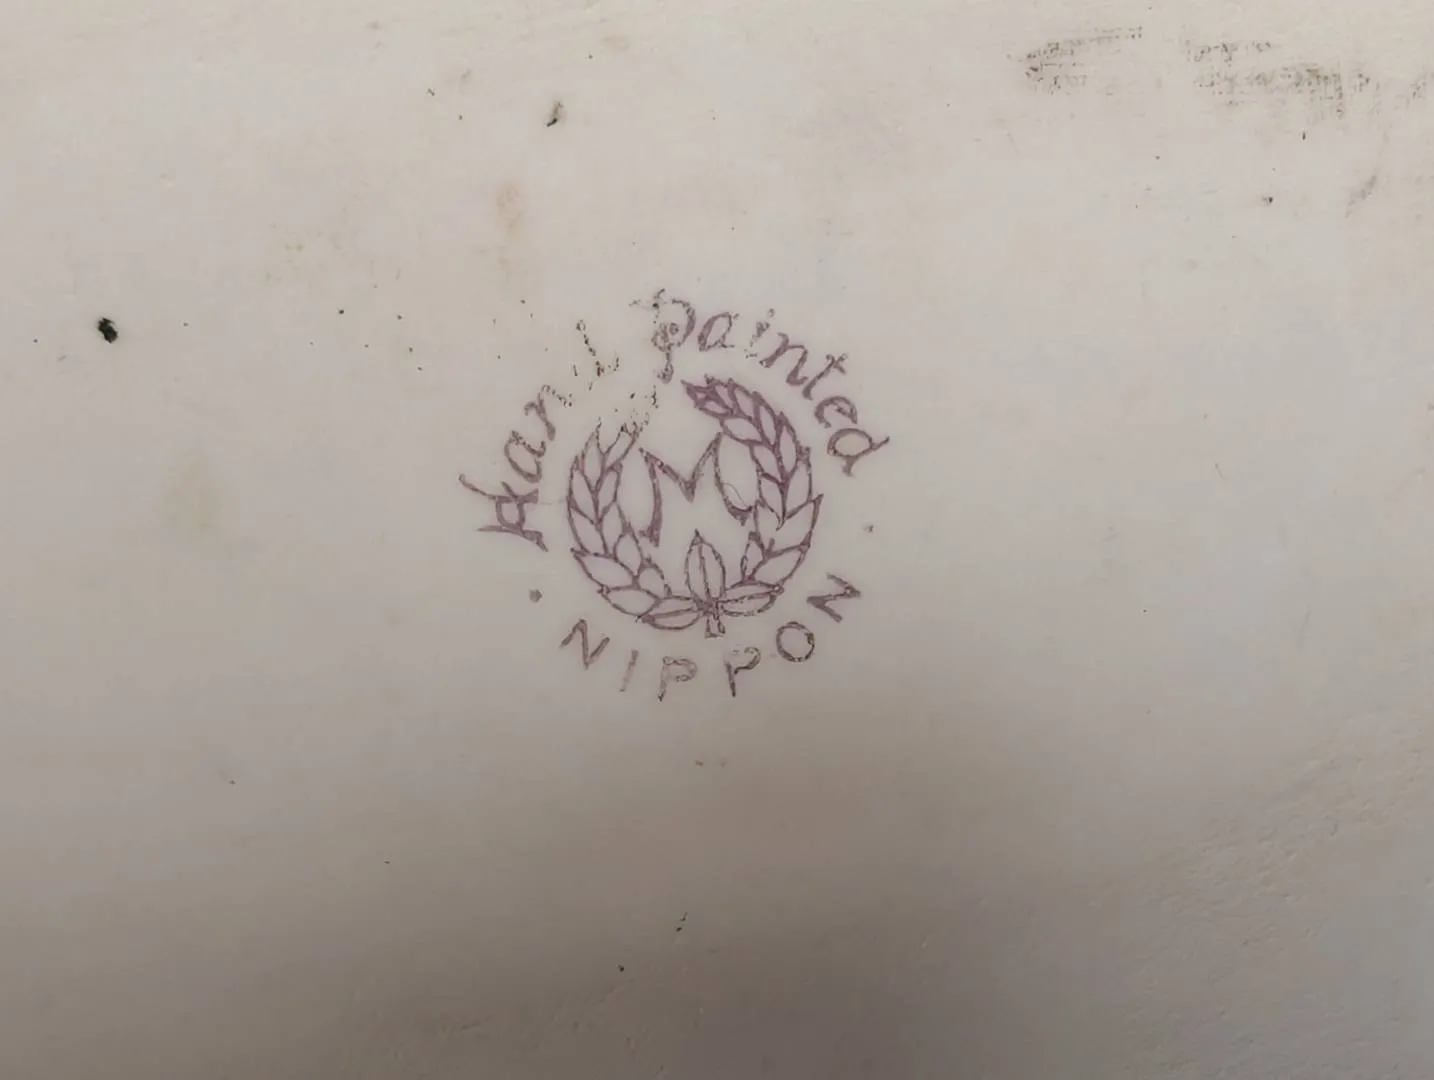 Hand Painted
M
• NIPPON •